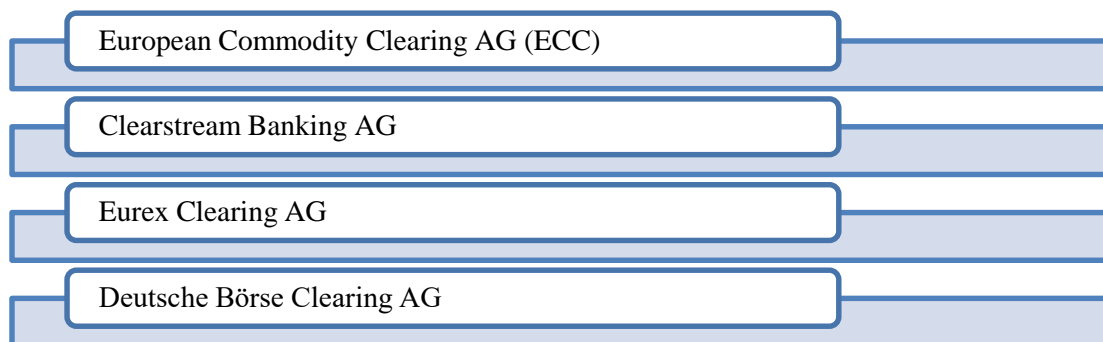 European Commodity Clearing AG (ECC)
Clearstream Banking AG
Eurex Clearing AG
Deutsche Börse Clearing AG